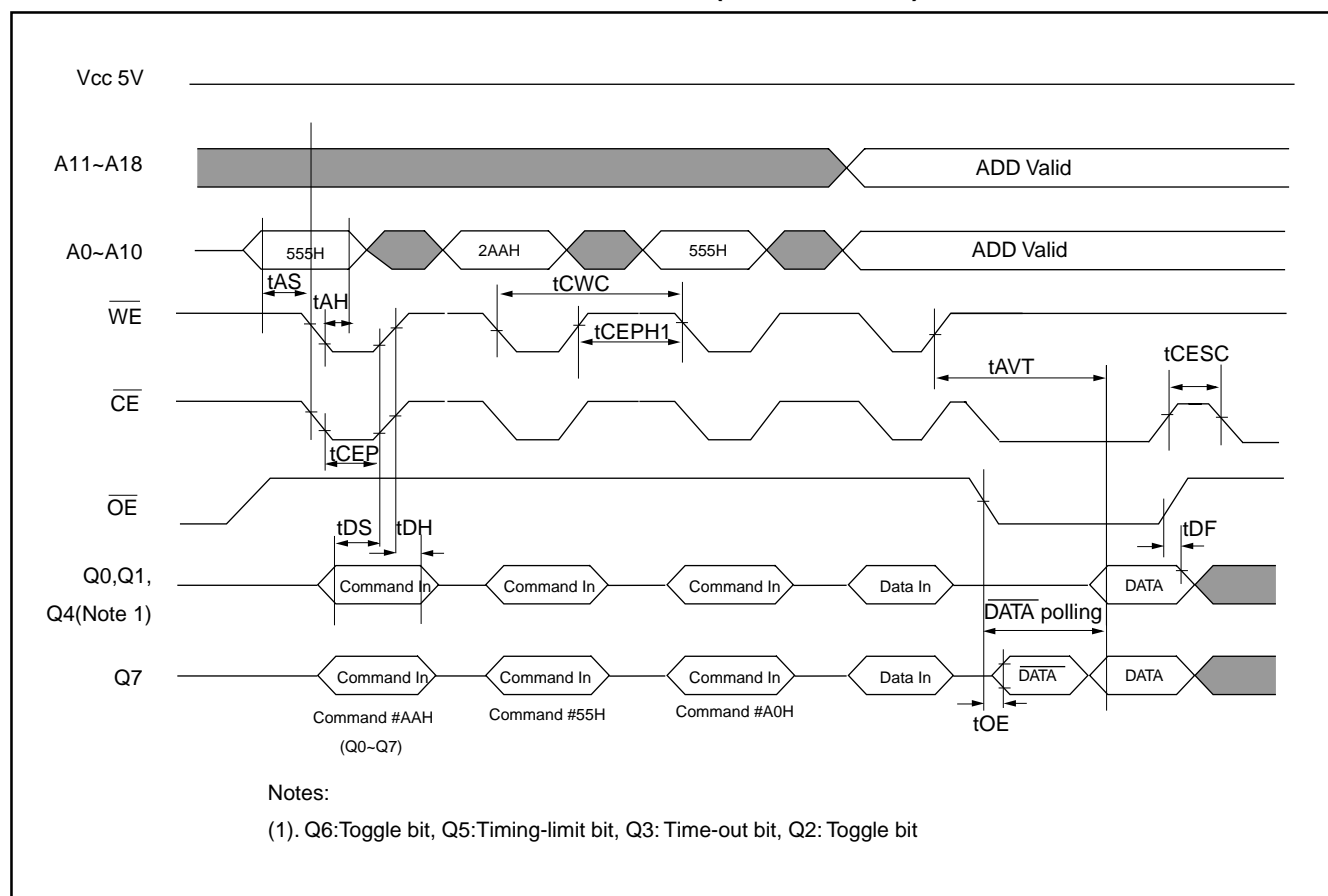 Vcc 5V
A11~A18
ADD Valid
A0~A10
555H
2AAH
555H
ADD Valid
tAS
tAH
tCWC
WE
tCEPH1
tAVT
tCESC
CE
tCEP
OE
tDS
tDH
tDF
Q0,Q1,
Q4(Note 1)
Command In
Command In
Command In
Data In
DATA
DATA polling
Q7
Command In
Command In
Command In
Data In
DATA
DATA
Command #AAH
(Q0~Q7)
Command #55H
Command #A0H
tOE
Notes:
(1). Q6:Toggle bit, Q5:Timing-limit bit, Q3: Time-out bit, Q2: Toggle bit